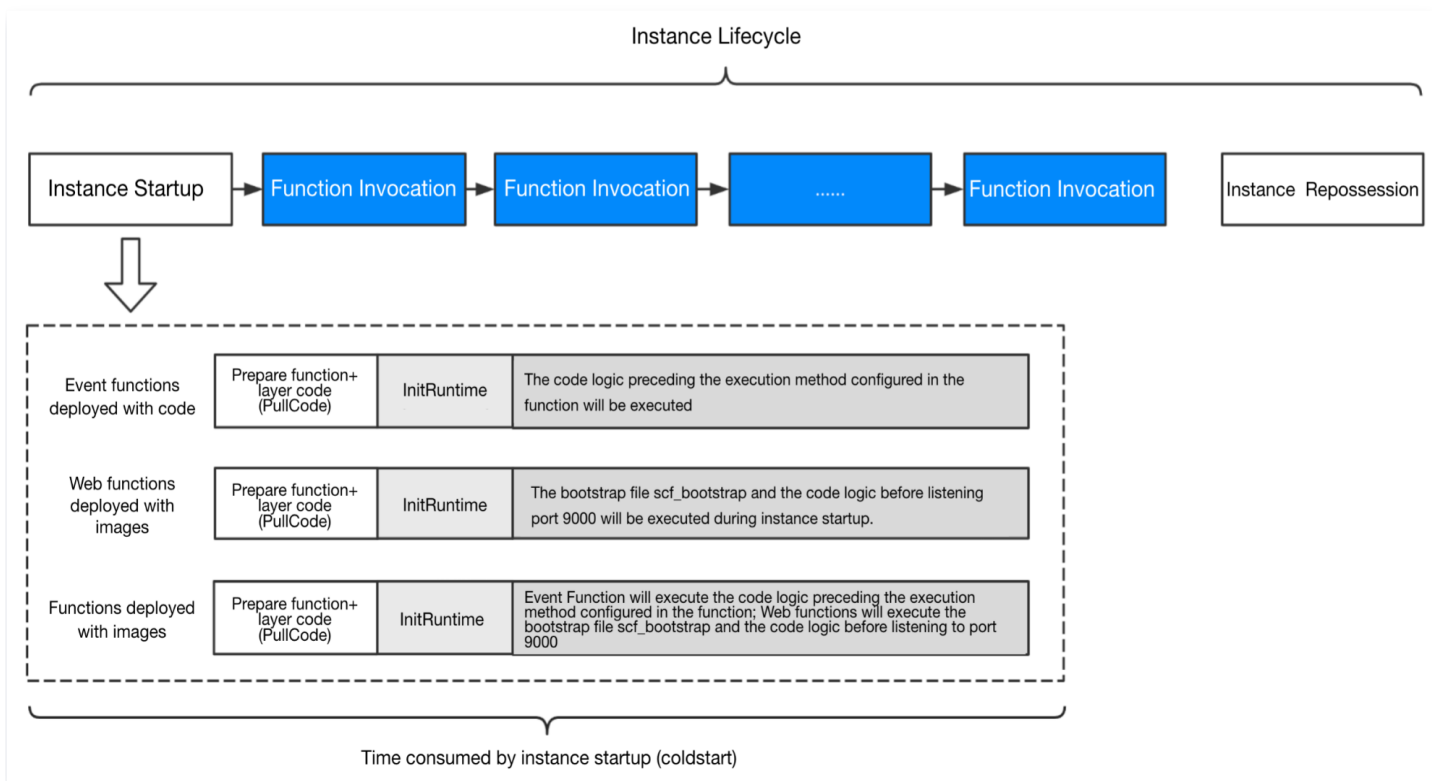 Instance Lifecycle
Instance Startup
Function Invocation
Function Invocation
......
Function Invocation
Instance Repossession
Event functions
deployed with code
Prepare function+
layer code
(PullCode)
InitRuntime
The code logic preceding the execution method configured in the
function will be executed
Web functions
deployed with
images
Prepare function+
layer code
(PullCode)
InitRuntime
The bootstrap file scf_bootstrap and the code logic before listening
port 9000 will be executed during instance startup.
Functions deployed
with images
Prepare function+
layer code
(PullCode)
InitRuntime
Event Function will execute the code logic preceding the execution
method configured in the function; Web functions will execute the
bootstrap file scf_bootstrap and the code logic before listening to port
9000
Time consumed by instance startup (coldstart)